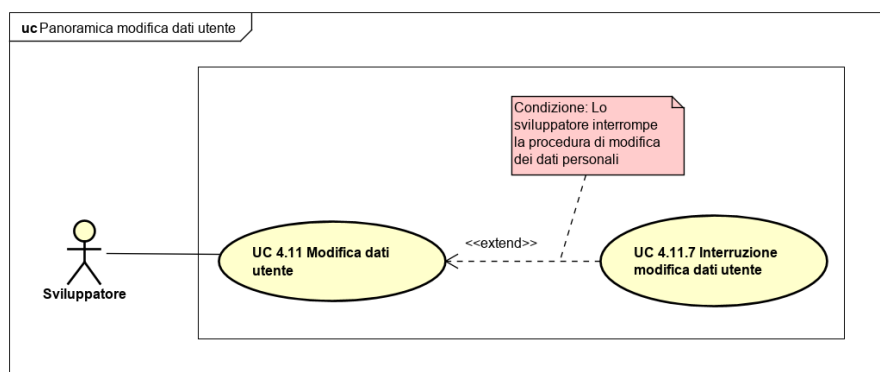 uc Panoramica modifica dati utente
Condizione: Lo
sviluppatore interrompe
la procedura di modifica
dei dati personali
<<extend>>
UC 4.11 Modifica dati
utente
UC 4.11.7 Interruzione
modifica dati utente
Sviluppatore